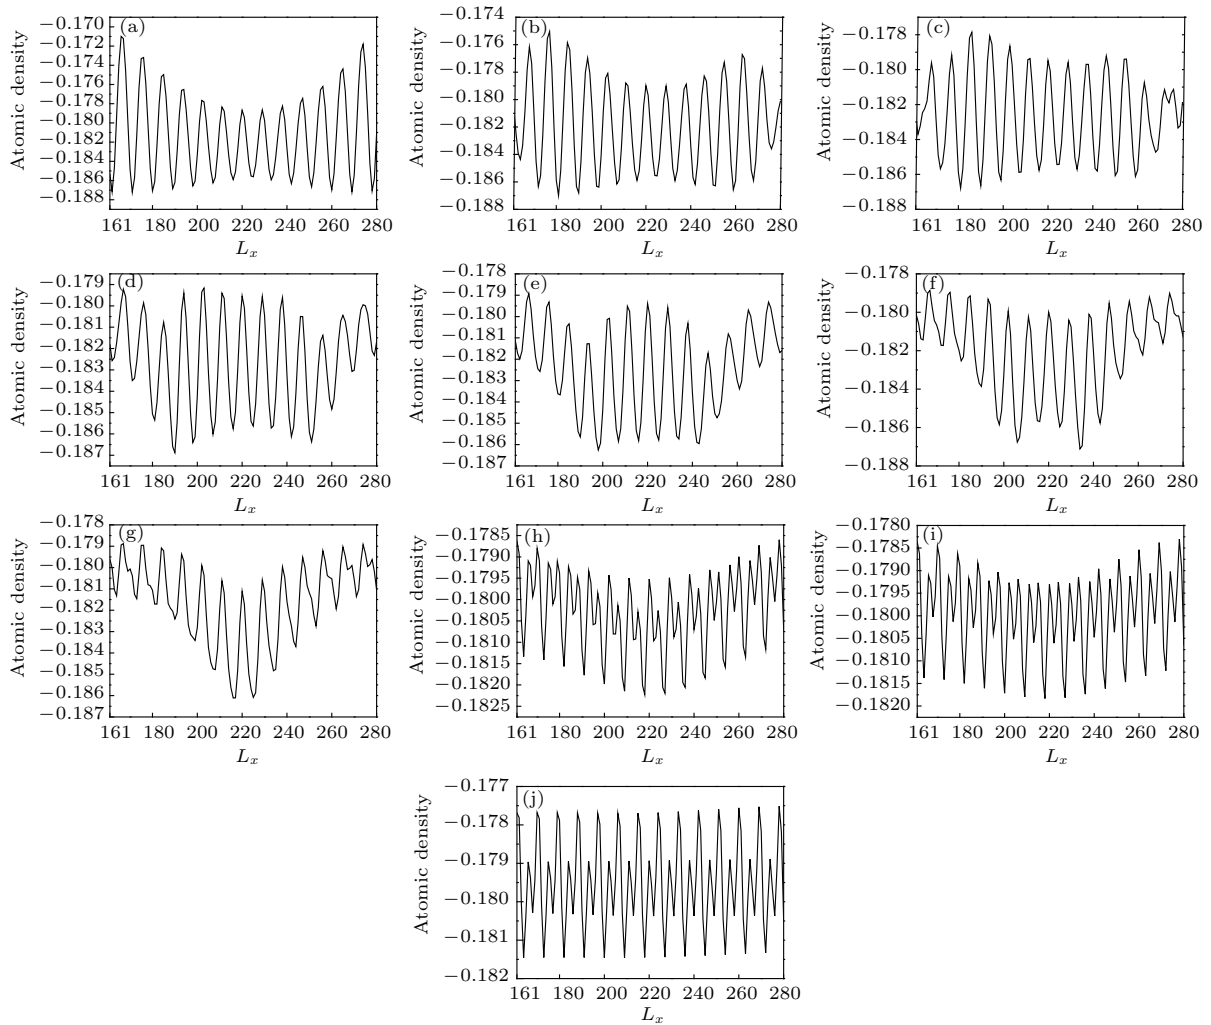 (a)
Atomic density
−0.170
−0.172
−0.174
−0.176
−0.178
−0.180
−0.182
−0.184
−0.186
−0.188
161 180 200 220 240 260 280
Lx
(b)
Atomic density
−0.174
−0.176
−0.178
−0.180
−0.182
−0.184
−0.186
−0.188
161 180 200 220 240 260 280
Lx
(c)
Atomic density
−0.178
−0.180
−0.182
−0.184
−0.186
−0.188
161 180 200 220 240 260 280
Lx
(d)
Atomic density
−0.179
−0.180
−0.181
−0.182
−0.183
−0.184
−0.185
−0.186
−0.187
161 180 200 220 240 260 280
Lx
(e)
Atomic density
−0.178
−0.179
−0.180
−0.181
−0.182
−0.183
−0.184
−0.185
−0.186
−0.187
161 180 200 220 240 260 280
Lx
(f)
Atomic density
−0.178
−0.180
−0.182
−0.184
−0.186
−0.188
161 180 200 220 240 260 280
Lx
(g)
Atomic density
−0.178
−0.179
−0.180
−0.181
−0.182
−0.183
−0.184
−0.185
−0.186
−0.187
161 180 200 220 240 260 280
Lx
(h)
Atomic density
−0.1785
−0.1790
−0.1795
−0.1800
−0.1805
−0.1810
−0.1815
−0.1820
−0.1825
161 180 200 220 240 260 280
Lx
(i)
Atomic density
−0.1780
−0.1785
−0.1790
−0.1795
−0.1800
−0.1805
−0.1810
−0.1815
−0.1820
161 180 200 220 240 260 280
Lx
(j)
Atomic density
−0.177
−0.178
−0.179
−0.180
−0.181
−0.182
161 180 200 220 240 260 280
Lx